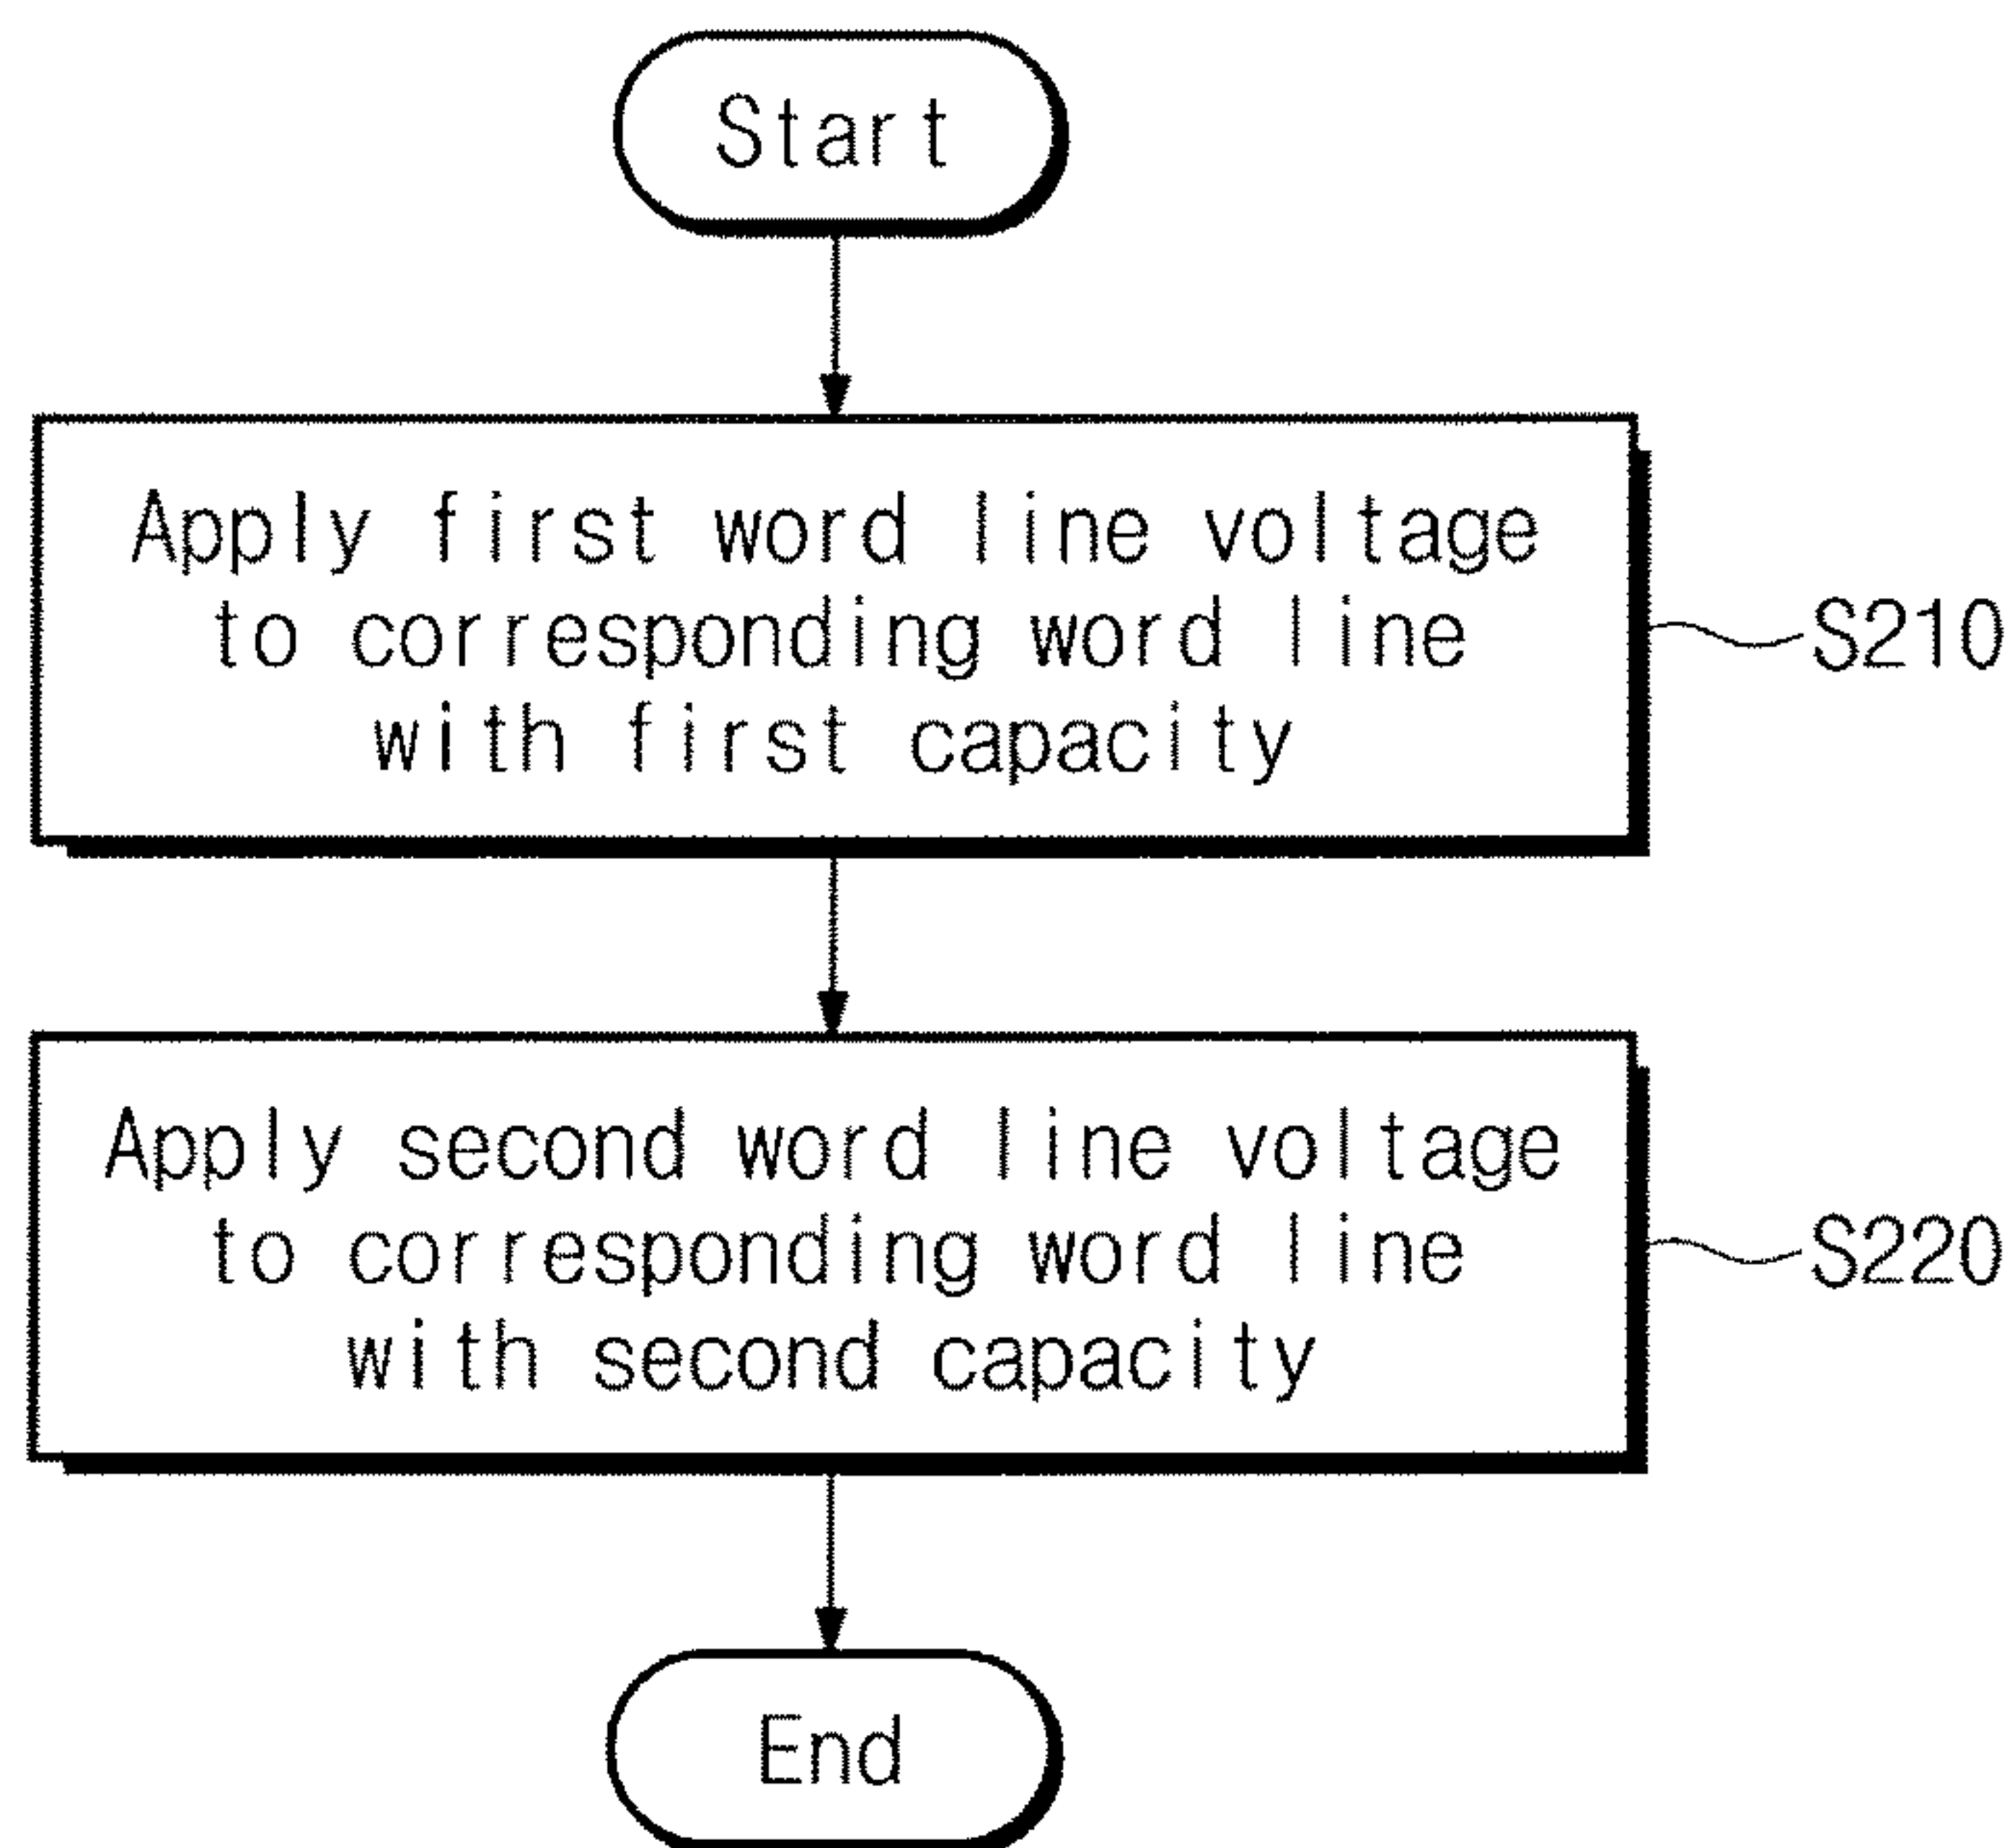 Start
Apply first word line voltage
to corresponding word line
with first capacity
S210
Apply second word line voltage
to corresponding word line
with second capacity
S220
End